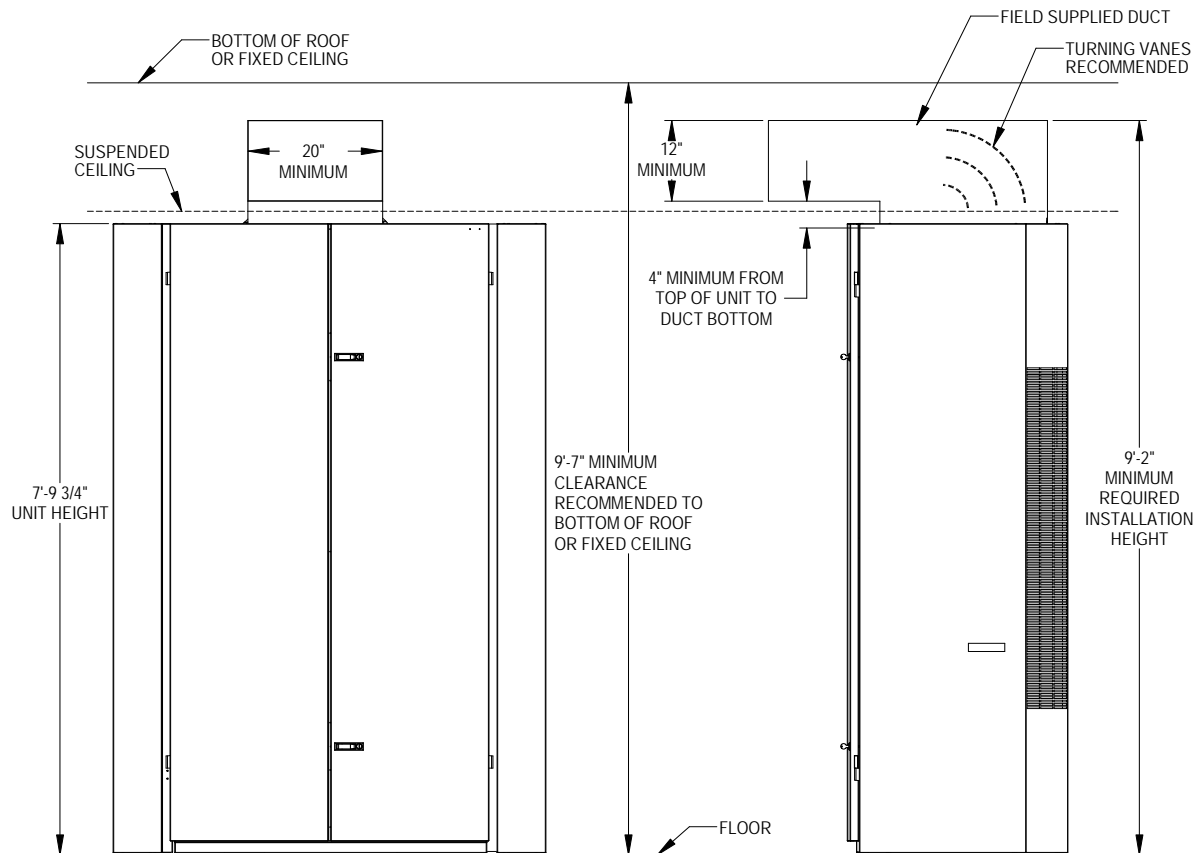 FIELD SUPPLIED DUCT
BOTTOM OF ROOF
OR FIXED CEILING
TURNING VANES
RECOMMENDED
20"
MINIMUM
12"
MINIMUM
SUSPENDED
CEILING
4" MINIMUM FROM
TOP OF UNIT TO
DUCT BOTTOM
7'-9 3/4"
UNIT HEIGHT
9'-7" MINIMUM
CLEARANCE
RECOMMENDED TO
BOTTOM OF ROOF
OR FIXED CEILING
9'-2"
MINIMUM
REQUIRED
INSTALLATION
HEIGHT
FLOOR